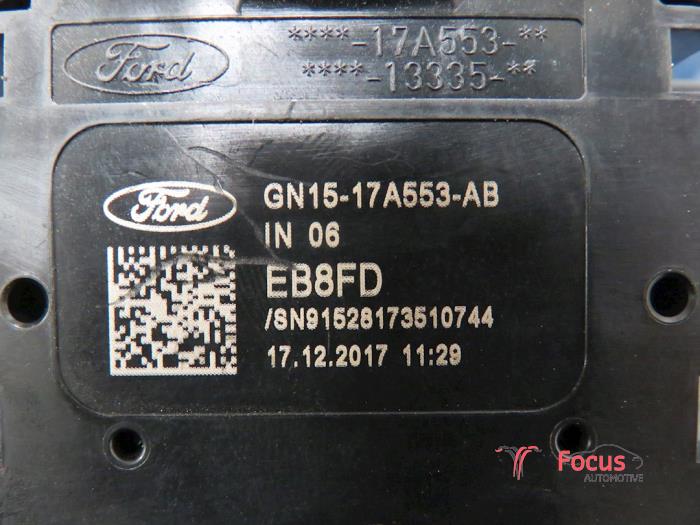 Ford
****-17A553-**
****-13335-**
Ford
GN15-17A553-AB
IN 06
EB8FD
/SN91528173510744
17.12.2017 11:29
Focus
AUTOMOTIVE